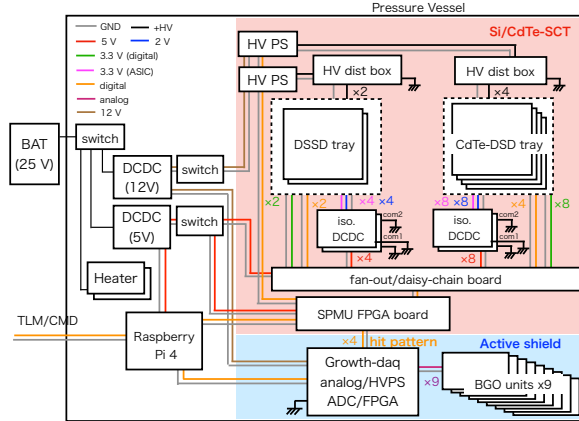 Pressure Vessel
GND
+HV
5 V
2 V
3.3 V (digital)
3.3 V (ASIC)
digital
analog
12 V
Si/CdTe-SCT
HV PS
HV PS
HV dist box
HV dist box
×2
×4
BAT
(25 V)
switch
DCDC
(12V)
switch
DSSD tray
CdTe-DSD tray
DCDC
(5V)
switch
×2
×2
×4
×4
×8
×8
×4
×2
iso.
DCDC
com2
com1
iso.
DCDC
com2
com1
×5
×8
Heater
fan-out/daisy-chain board
TLM/CMD
Raspberry
Pi 4
SPMU FPGA board
×4
hit pattern
Active shield
Growth-daq
analog/HVPS
ADC/FPGA
×9
BGO units x9